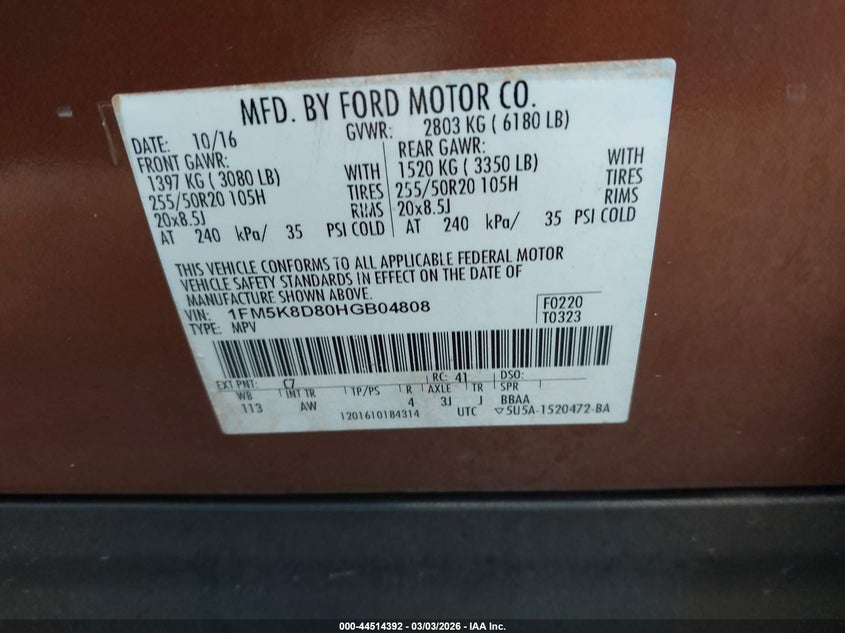 MFD. BY FORD MOTOR CO.
DATE: 10/16 GVWR: 2803 KG ( 6180 LB)
FRONT GAWR: REAR GAWR:
1397 KG ( 3080 LB) WITH 1520 KG ( 3350 LB) WITH
255/50R20 105H TIRES 255/50R20 105H TIRES
20x8.5J RIMS 20x8.5J RIMS
AT 240 kPa/ 35 PSI COLD AT 240 kPa/ 35 PSI COLD
THIS VEHICLE CONFORMS TO ALL APPLICABLE FEDERAL MOTOR
VEHICLE SAFETY STANDARDS IN EFFECT ON THE DATE OF
MANUFACTURE SHOWN ABOVE.
VIN: 1FM5K8D80HGB04808 F0220
TYPE: MPV T0323
EXT PNT: C7 RC: 41 DSO:
WB INT TR TP/PS R AXLE TR SPR
113 AW 4 3J J BBAA
1201610184314 UTC ▽5U5A-1520472-BA
000-44514392 - 03/03/2026 - IAA Inc.